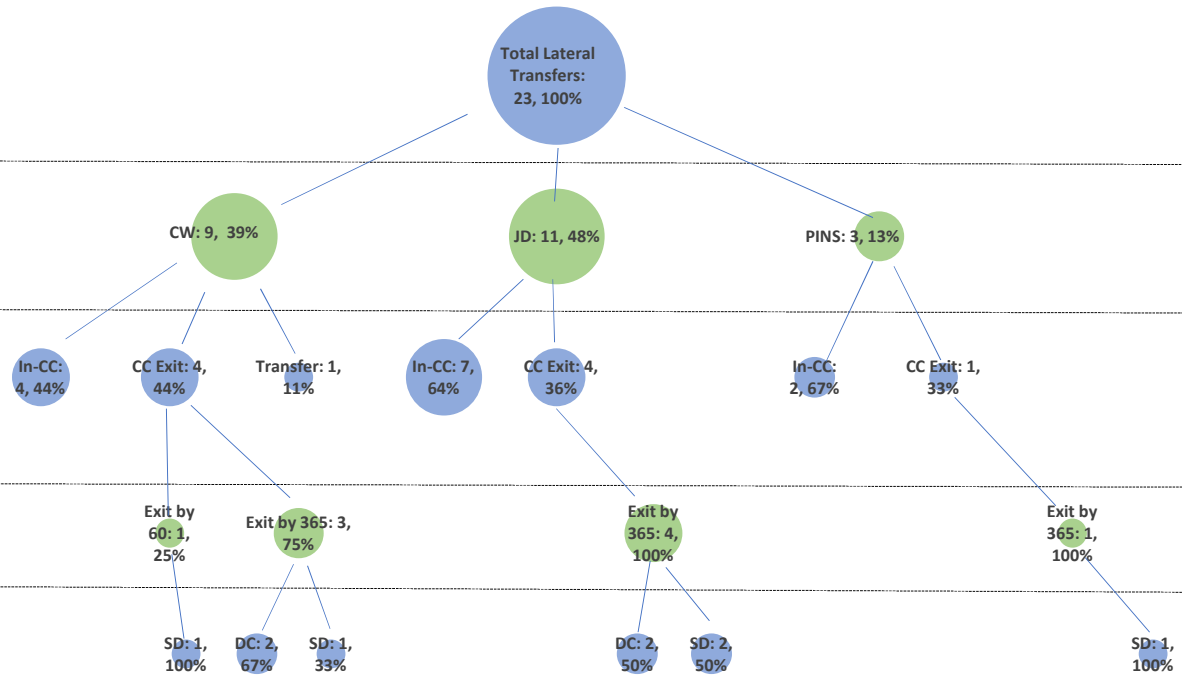 Total Lateral
Transfers:
23, 100%
CW: 9, 39%
JD: 11, 48%
PINS: 3, 13%
In-CC:
4, 44%
CC Exit: 4,
44%
Transfer: 1,
11%
In-CC: 7,
64%
CC Exit: 4,
36%
In-CC:
2, 67%
CC Exit: 1,
33%
Exit by
60: 1,
25%
Exit by 365: 3,
75%
Exit by
365: 4,
100%
Exit by
365: 1,
100%
SD: 1,
100%
DC: 2,
67%
SD: 1,
33%
DC: 2,
50%
SD: 2,
50%
SD: 1,
100%